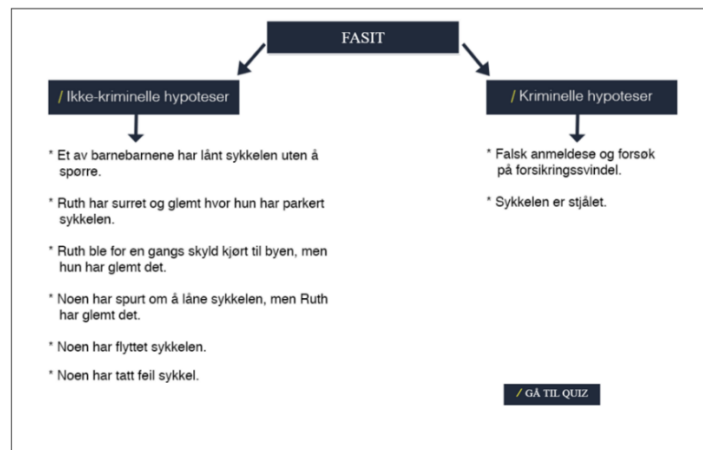 FASIT
/ Ikke-kriminelle hypoteser
* Et av barnebarnene har lånt sykkelen uten å
spørre.
* Ruth har surret og glemt hvor hun har parkert
sykkelen.
* Ruth ble for en gangs skyld kjørt til byen, men
hun har glemt det.
* Noen har spurt om å låne sykkelen, men Ruth
har glemt det.
* Noen har flyttet sykkelen.
* Noen har tatt feil sykkel.
/ Kriminelle hypoteser
* Falsk anmeldese og forsøk
på forsikringssvindel.
* Sykkelen er stjålet.
/ GÅ TIL QUIZ